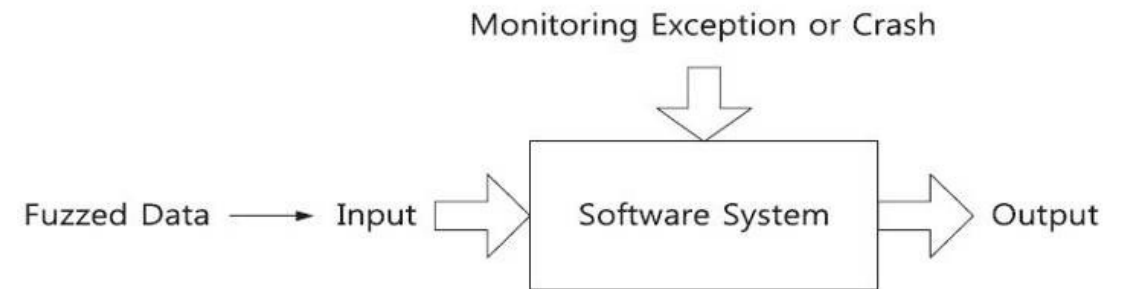 Monitoring Exception or Crash
Fuzzed Data
Input
Software System
Output